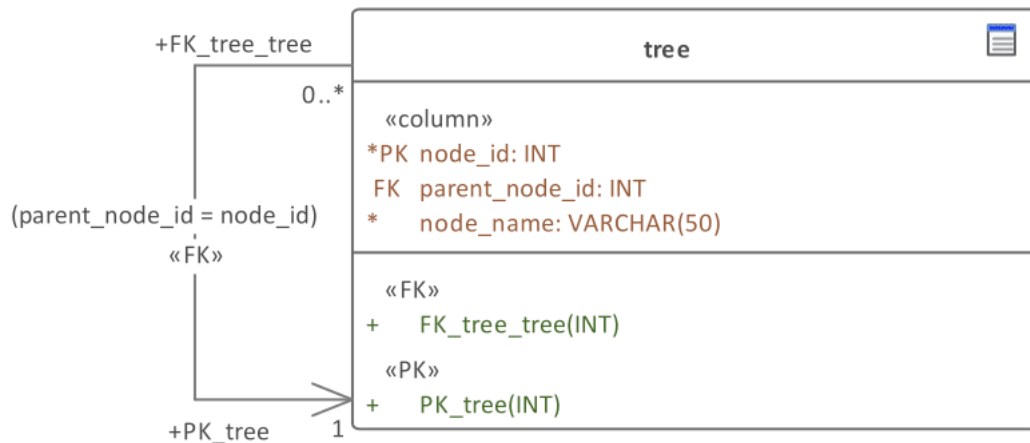 +FK_tree_tree
0..*
(parent_node_id = node_id)
«FK»
+PK_tree
1
tree
«column»
*PK node_id: INT
FK parent_node_id: INT
* node_name: VARCHAR(50)
«FK»
+ FK_tree_tree(INT)
«PK»
+ PK_tree(INT)